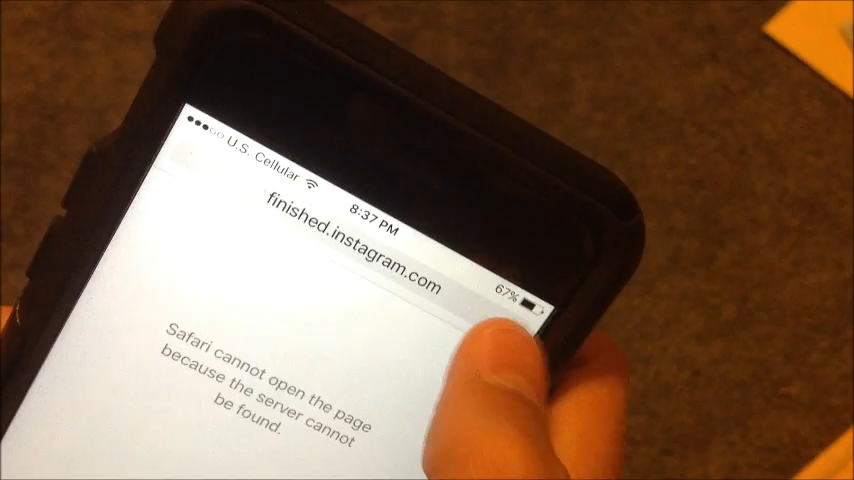 U.S. Cellular
8:37 PM
67%
finished.instagram.com
Safari cannot open the page
because the server cannot
be found.